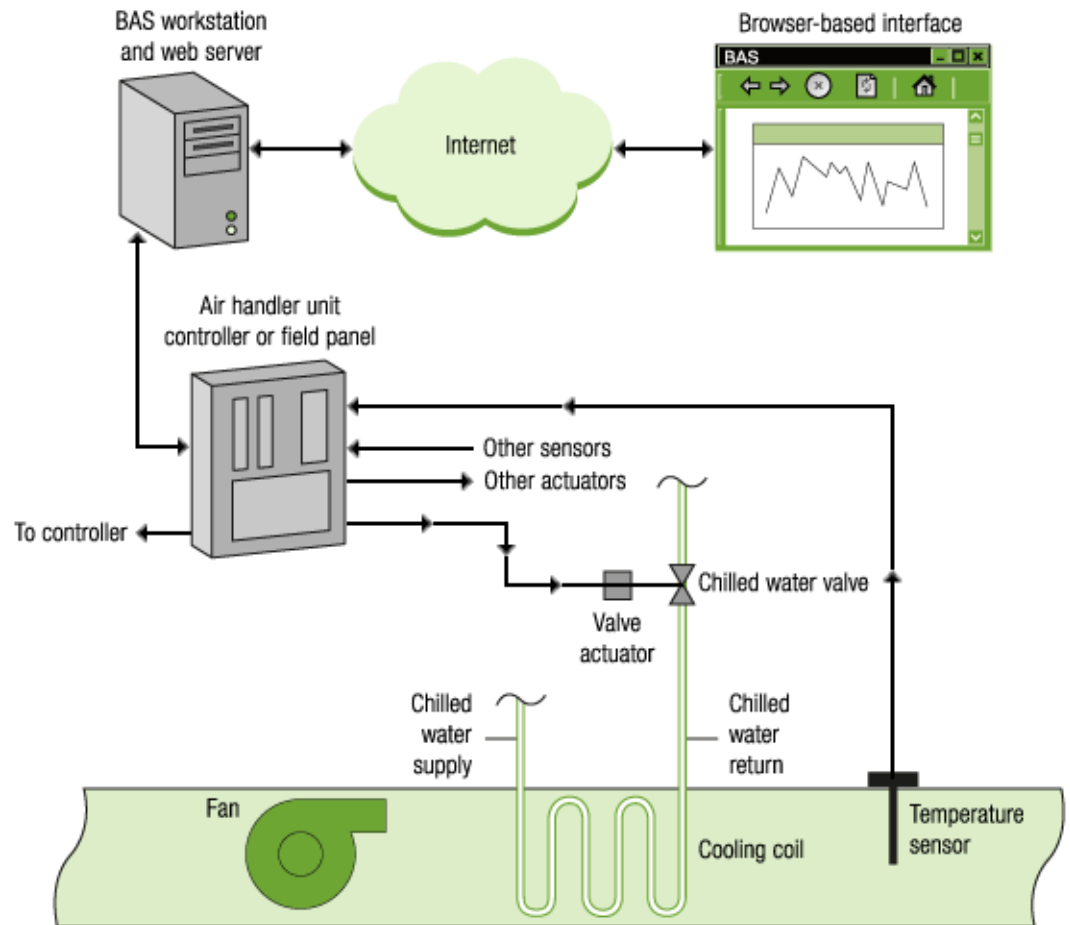 BAS workstation
and web server
Browser-based interface
BAS
Internet
Air handler unit
controller or field panel
Other sensors
Other actuators
To controller
Chilled water valve
Valve
actuator
Chilled
water
supply
Chilled
water
return
Fan
Cooling coil
Temperature
sensor